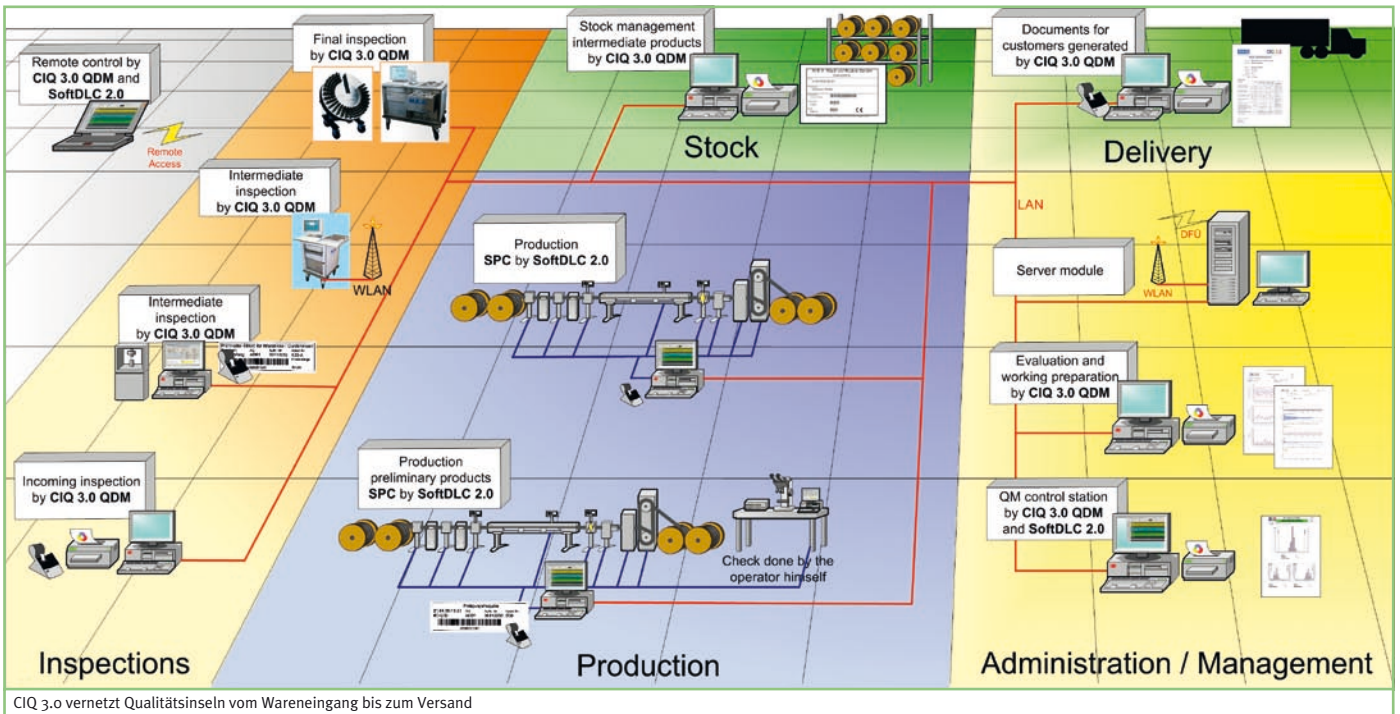 Remote control by
CIQ 3.0 QDM and
SoftDLC 2.0
Remote
Access
Final inspection
by CIQ 3.0 QDM
Stock management
intermediate products
by CIQ 3.0 QDM
Stock
Documents for
customers generated
by CIQ 3.0 QDM
Delivery
Intermediate
inspection
by CIQ 3.0 QDM
WLAN
Intermediate
inspection
by CIQ 3.0 QDM
Incoming inspection
by CIQ 3.0 QDM
Inspections
Production
SPC by SoftDLC 2.0
Production
preliminary products
SPC by SoftDLC 2.0
Check done by the
operator himself
Production
LAN
DFÜ
Server module
WLAN
Evaluation and
working preparation
by CIQ 3.0 QDM
QM control station
by CIQ 3.0 QDM
and SoftDLC 2.0
Administration / Management
CIQ 3.0 vernetzt Qualitätsinseln vom Wareneingang bis zum Versand